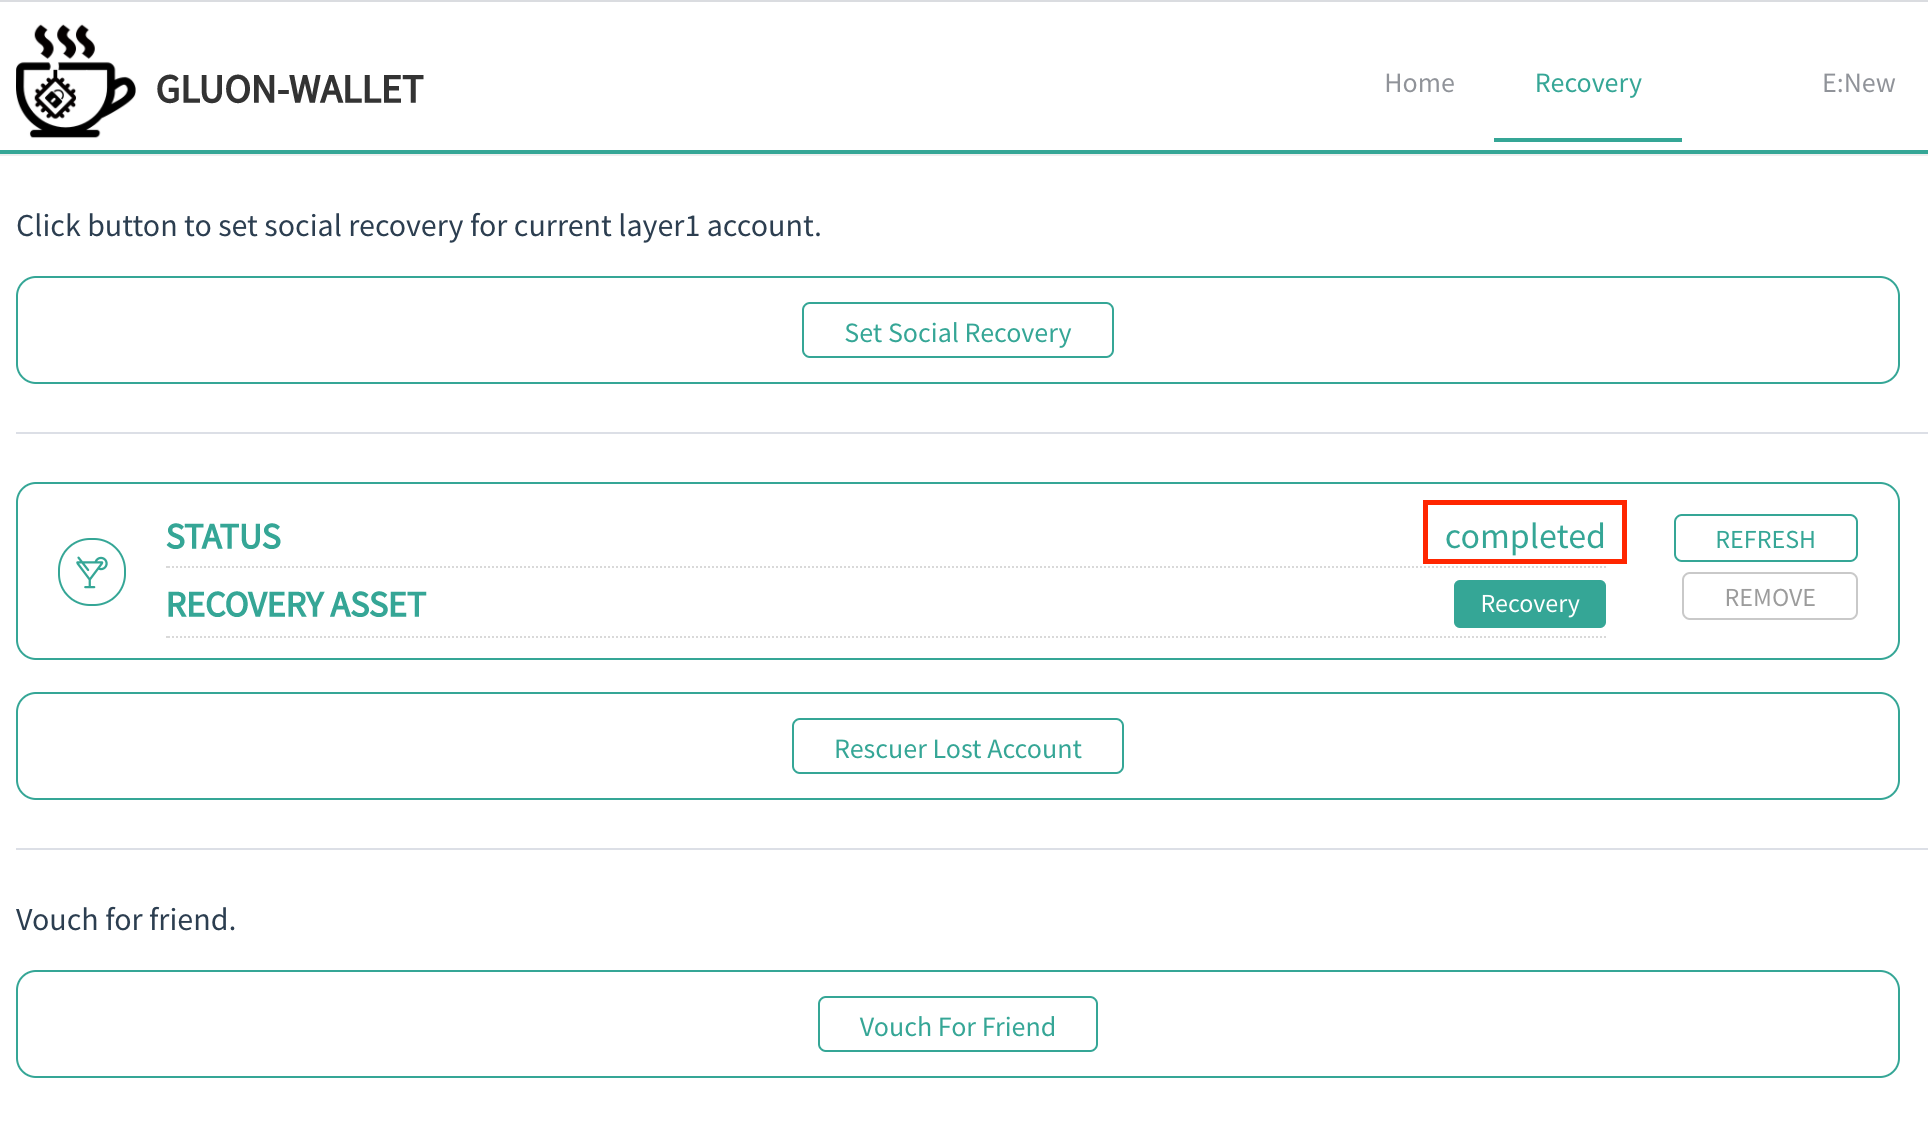 GLUON-WALLET
Home Recovery E:New
Click button to set social recovery for current layer1 account.
Set Social Recovery
STATUS completed REFRESH
RECOVERY ASSET Recovery REMOVE
Rescuer Lost Account
Vouch for friend.
Vouch For Friend